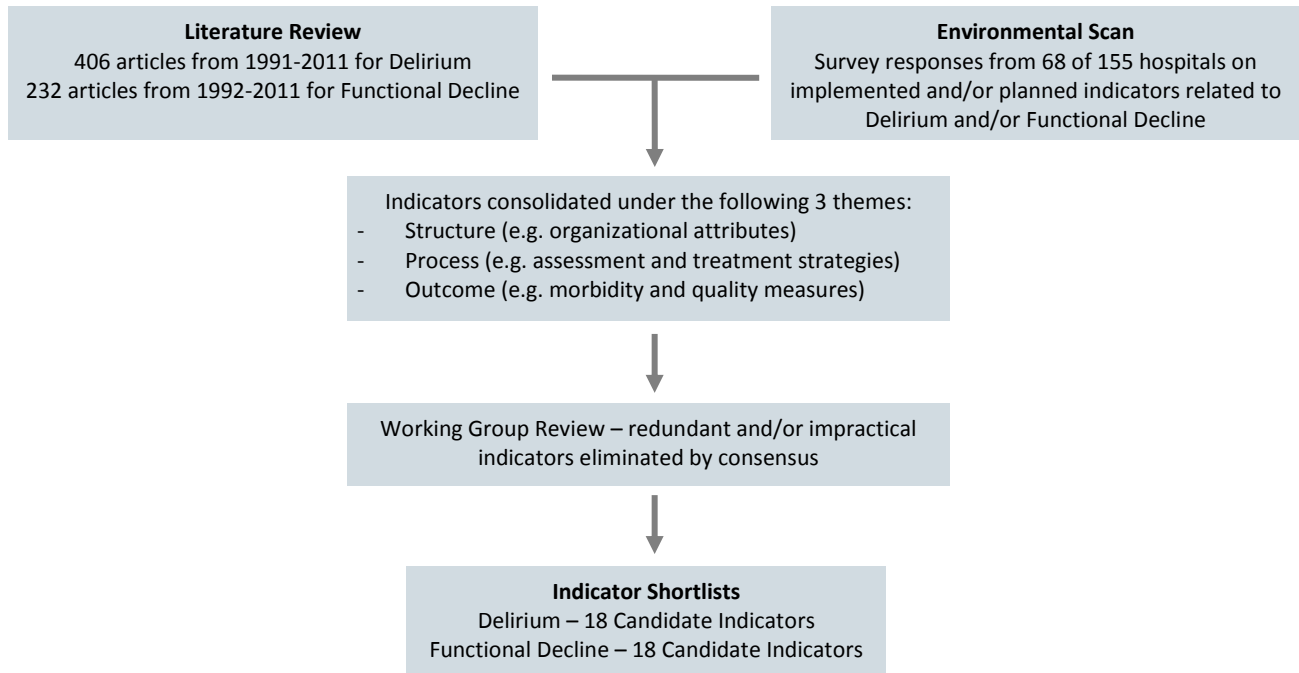 Literature Review
406 articles from 1991-2011 for Delirium
232 articles from 1992-2011 for Functional Decline
Environmental Scan
Survey responses from 68 of 155 hospitals on
implemented and/or planned indicators related to
Delirium and/or Functional Decline
Indicators consolidated under the following 3 themes:
- Structure (e.g. organizational attributes)
- Process (e.g. assessment and treatment strategies)
- Outcome (e.g. morbidity and quality measures)
Working Group Review – redundant and/or impractical
indicators eliminated by consensus
Indicator Shortlists
Delirium – 18 Candidate Indicators
Functional Decline – 18 Candidate Indicators